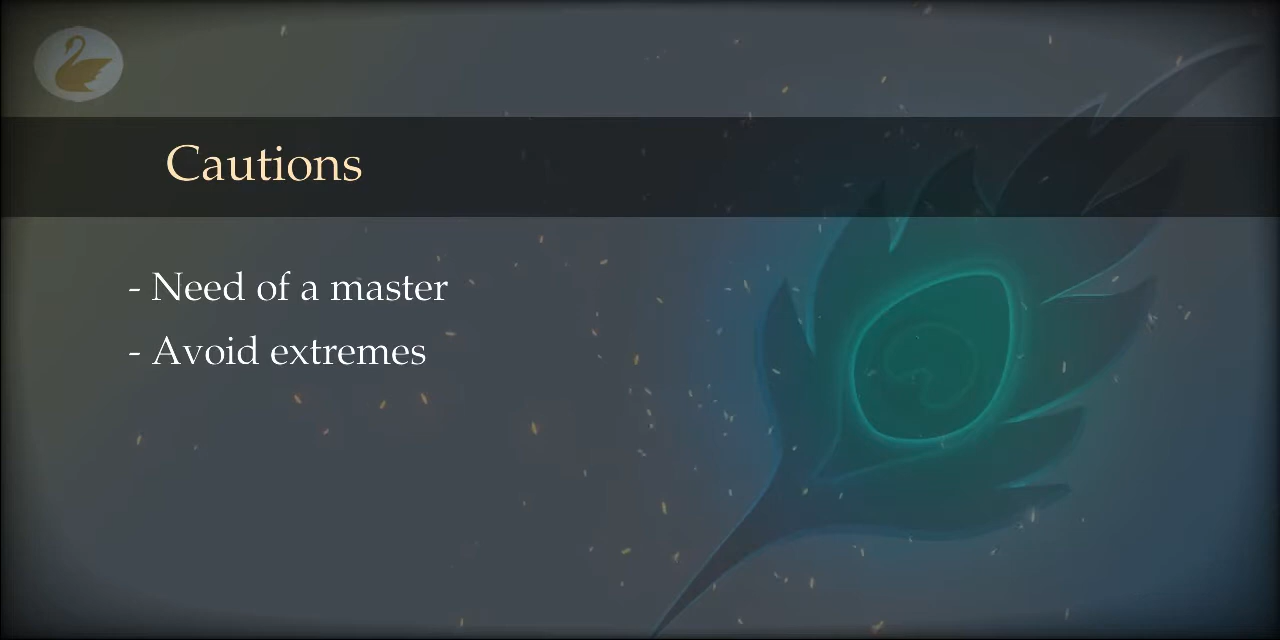 Cautions
- Need of a master
- Avoid extremes